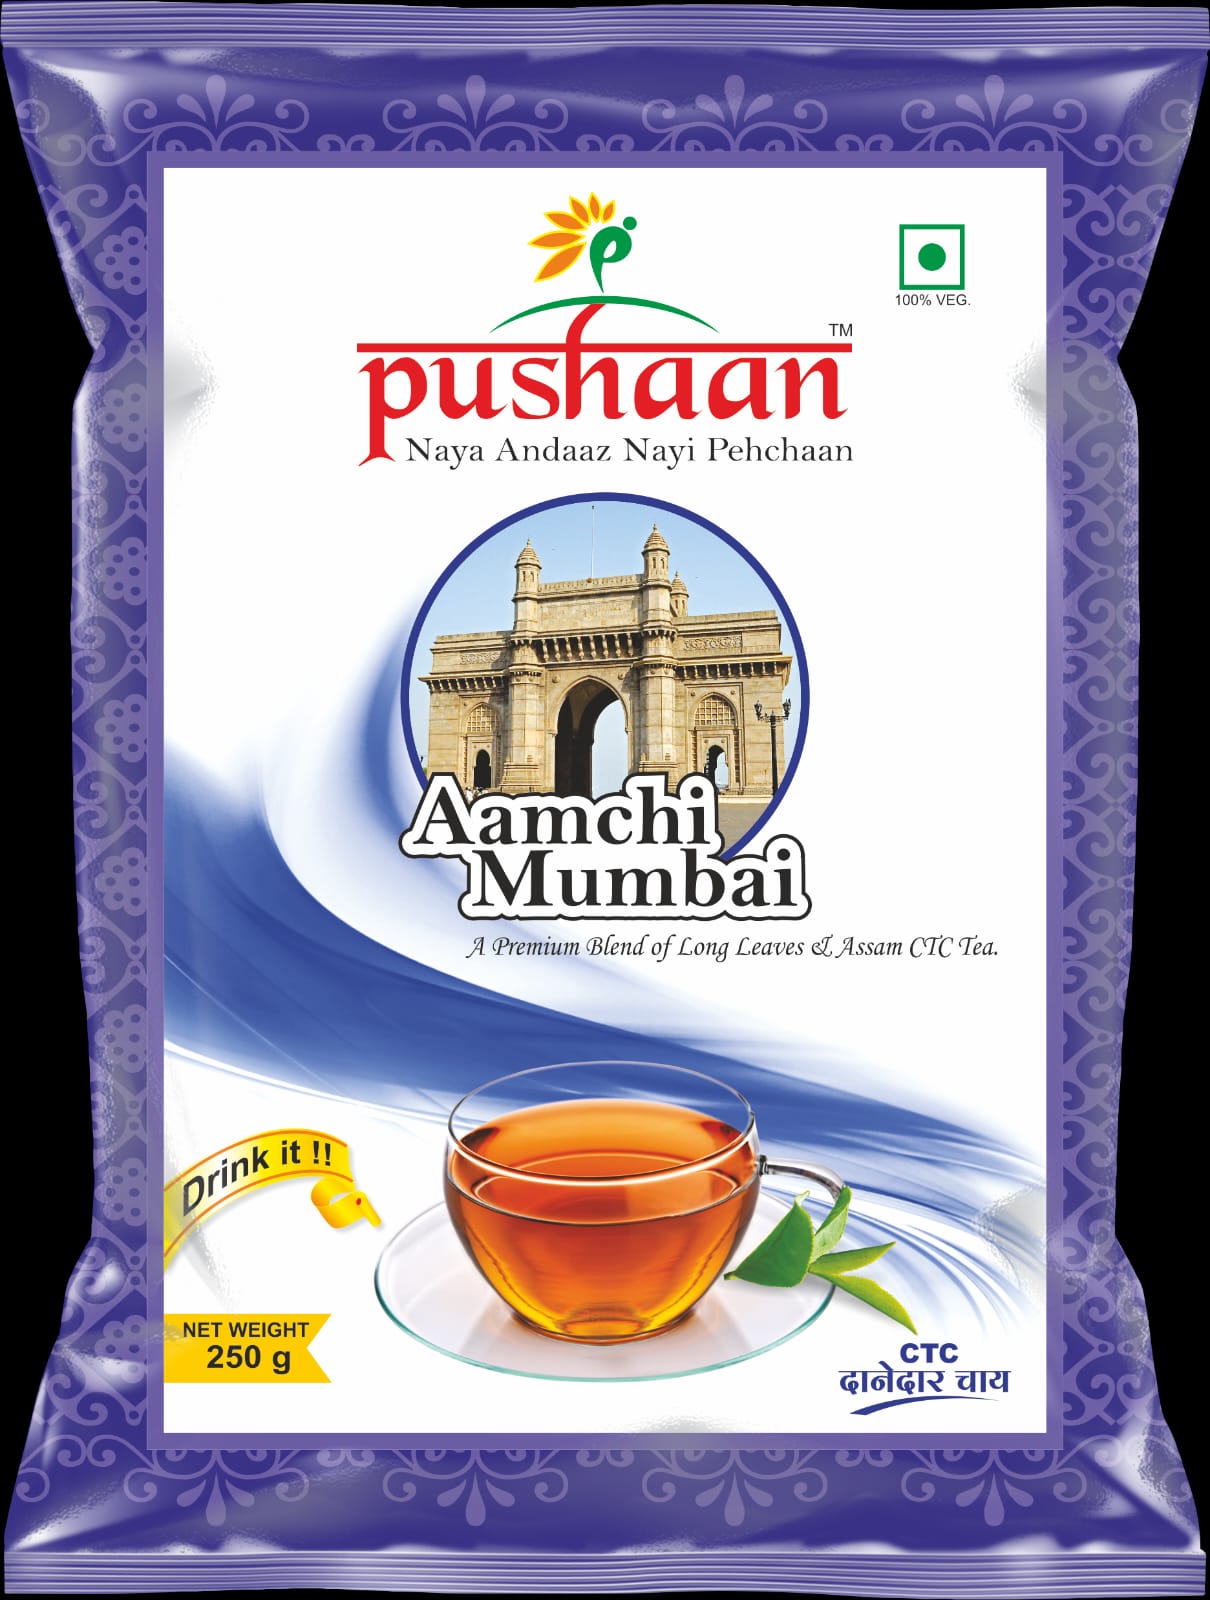 100% VEG.
pushaan TM
Naya Andaaz Nayi Pehchaan
Aamchi
Mumbai
A Premium Blend of Long Leaves & Assam CTC Tea.
Drink it !!
NET WEIGHT
250 g
CTC
दानेदार चाय